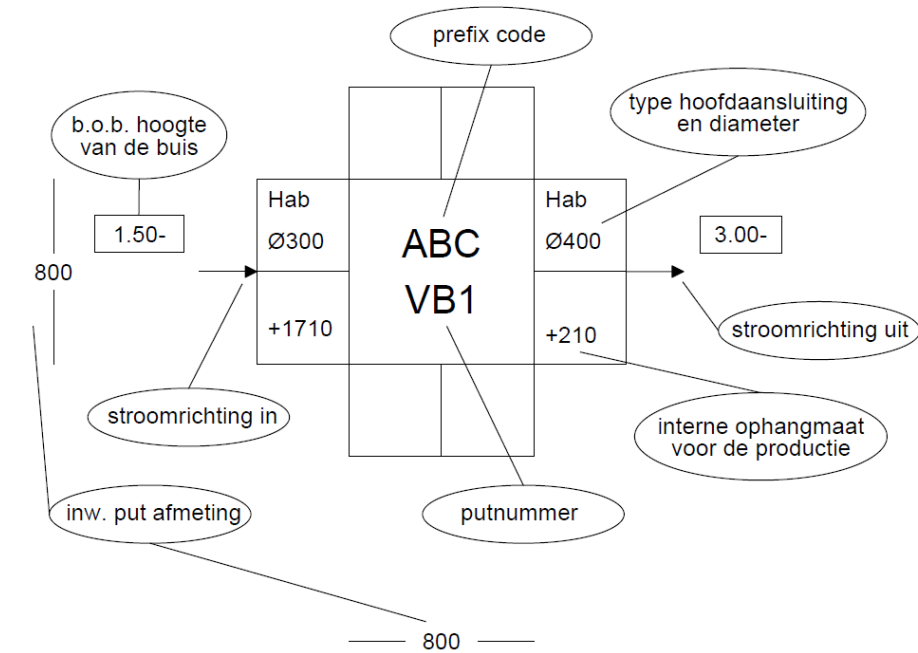 prefix code
b.o.b. hoogte
van de buis
type hoofdaansluiting
en diameter
Hab
Ø300
+1710
ABC
VB1
Hab
Ø400
+210
1.50-
3.00-
800
stroomrichting uit
stroomrichting in
interne ophangmaat
voor de productie
inw. put afmeting
putnummer
800